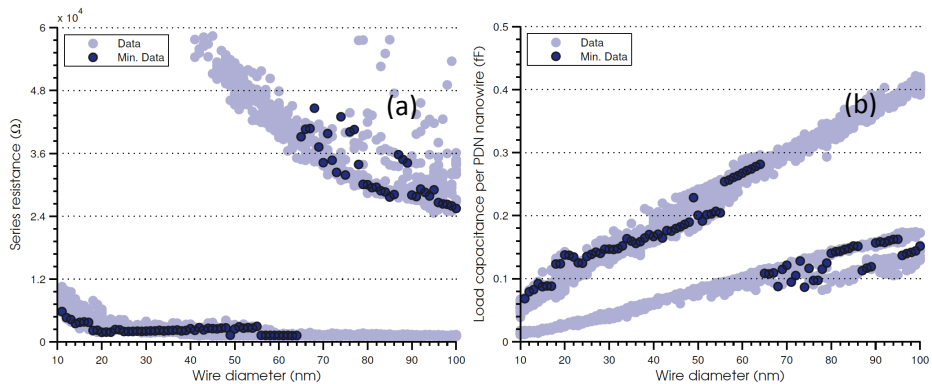 6 × 10⁴
4.8
3.6
2.4
1.2
0
Series resistance (Ω)
Data
Min. Data
(a)
10 20 30 40 50 60 70 80 90 100
Wire diameter (nm)
0.5
0.4
0.3
0.2
0.1
0
Load capacitance per PDN nanowire (fF)
Data
Min. Data
(b)
10 20 30 40 50 60 70 80 90 100
Wire diameter (nm)